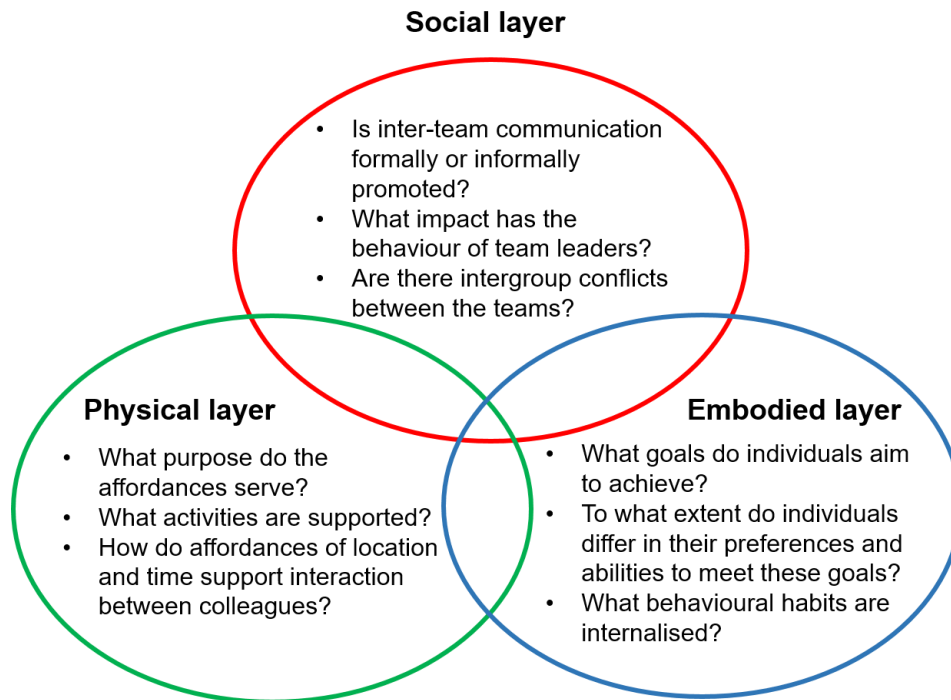 Social layer
• Is inter-team communication
formally or informally
promoted?
• What impact has the
behaviour of team leaders?
• Are there intergroup conflicts
between the teams?
Physical layer
• What purpose do the
affordances serve?
• What activities are supported?
• How do affordances of location
and time support interaction
between colleagues?
Embodied layer
• What goals do individuals aim
to achieve?
• To what extent do individuals
differ in their preferences and
abilities to meet these goals?
• What behavioural habits are
internalised?